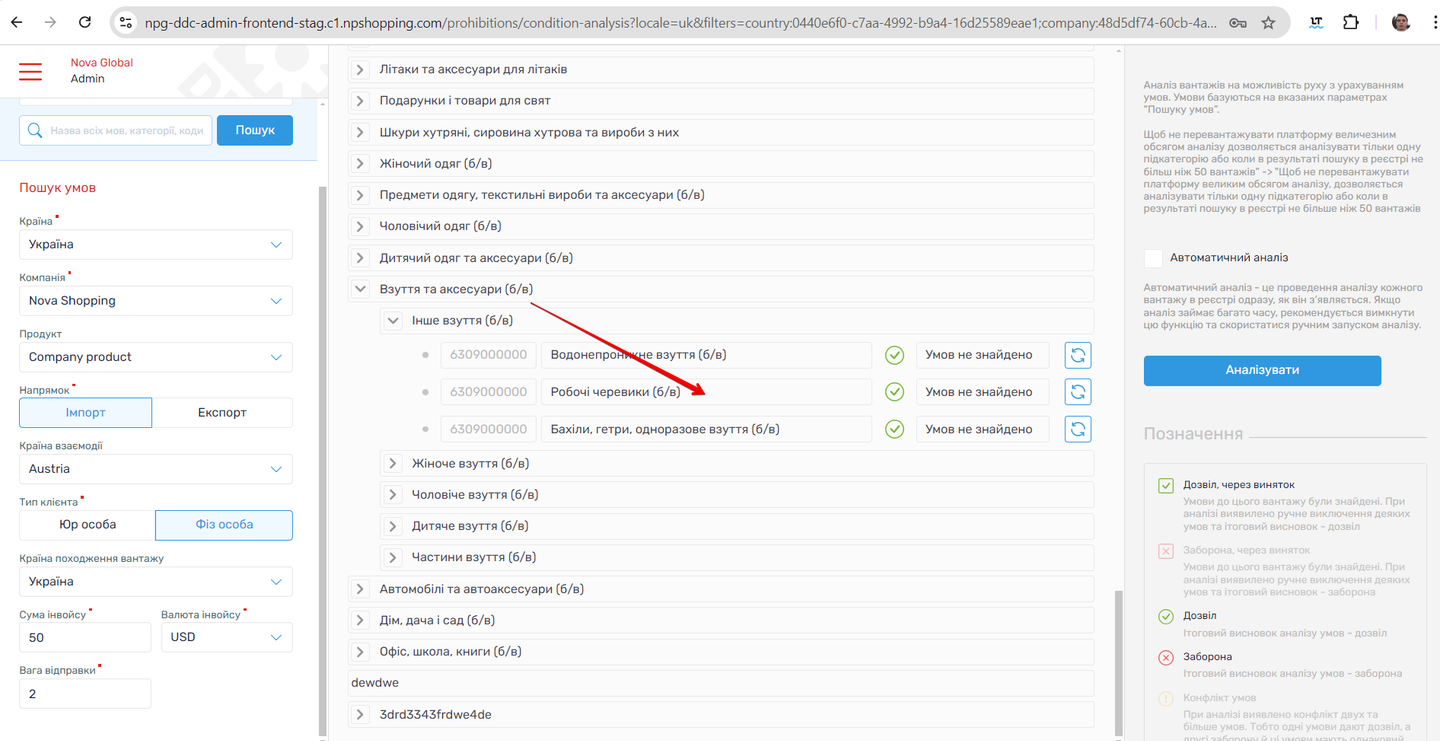 npg-ddc-admin-frontend-stag.c1.npshopping.com/prohibitions/condition-analysis?locale=uk&filters=country:0440e6f0-c7aa-4992-b9a4-16d25589eae1;company:48d5df74-60cb-4a...
LT
Nova Global
Admin
Назва всіх мов, категорії, коди
Пошук
Пошук умов
Країна
Україна
Компанія
Nova Shopping
Продукт
Company product
Напрямок
Імпорт
Експорт
Країна взаємодії
Austria
Тип клієнта
Юр особа
Фіз особа
Країна походження вантажу
Україна
Сума інвойсу
Валюта інвойсу
50
USD
Вага відправки
2
Літаки та аксесуари для літаків
Подарунки і товари для свят
Шкури хутряні, сировина хутрова та вироби з них
Жіночий одяг (б/в)
Предмети одягу, текстильні вироби та аксесуари (б/в)
Чоловічий одяг (б/в)
Дитячий одяг та аксесуари (б/в)
Взуття та аксесуари (б/в)
Інше взуття (б/в)
6309000000 Водонепроникне взуття (б/в) Умов не знайдено
6309000000 Робочі черевики (б/в) Умов не знайдено
6309000000 Бахіли, гетри, одноразове взуття (б/в) Умов не знайдено
Жіноче взуття (б/в)
Чоловіче взуття (б/в)
Дитяче взуття (б/в)
Частини взуття (б/в)
Автомобілі та автоаксесуари (б/в)
Дім, дача і сад (б/в)
Офіс, школа, книги (б/в)
dewdwe
3drd3343frdwe4de
Аналіз вантажів на можливість руху з урахуванням
умов. Умови базуються на вказаних параметрах
"Пошуку умов".
Щоб не перевантажувати платформу величезним
обсягом аналізу дозволяється аналізувати тільки одну
підкатегорію або коли в результаті пошуку в реєстрі не
більш ніж 50 вантажів" -> "Щоб не перевантажувати
платформу великим обсягом аналізу, дозволяється
аналізувати тільки одну підкатегорію або коли в
результаті пошуку в реєстрі не більше ніж 50 вантажів
Автоматичний аналіз
Автоматичний аналіз - це проведення аналізу кожного
вантажу в реєстрі одразу, як він з'являється. Якщо
аналіз займає багато часу, рекомендується вимкнути
цю функцію та скористатися ручним запуском аналізу.
Аналізувати
Позначення
Дозвіл, через виняток
Умови до цього вантажу були знайдені. При
аналізі виявилено ручне виключення деяких
умов та ітоговий висновок - дозвіл
Заборона, через виняток
Умови до цього вантажу були знайдені. При
аналізі виявилено ручне виключення деяких
умов та ітоговий висновок - заборона
Дозвіл
Ітоговий висновок аналізу умов - дозвіл
Заборона
Ітоговий висновок аналізу умов - заборона
Конфлікт умов
При аналізі виявлено конфлікт двух та
більше умов. Тобто одні умови дают дозвіл, а
другі заборону й ці умови мають однаковий